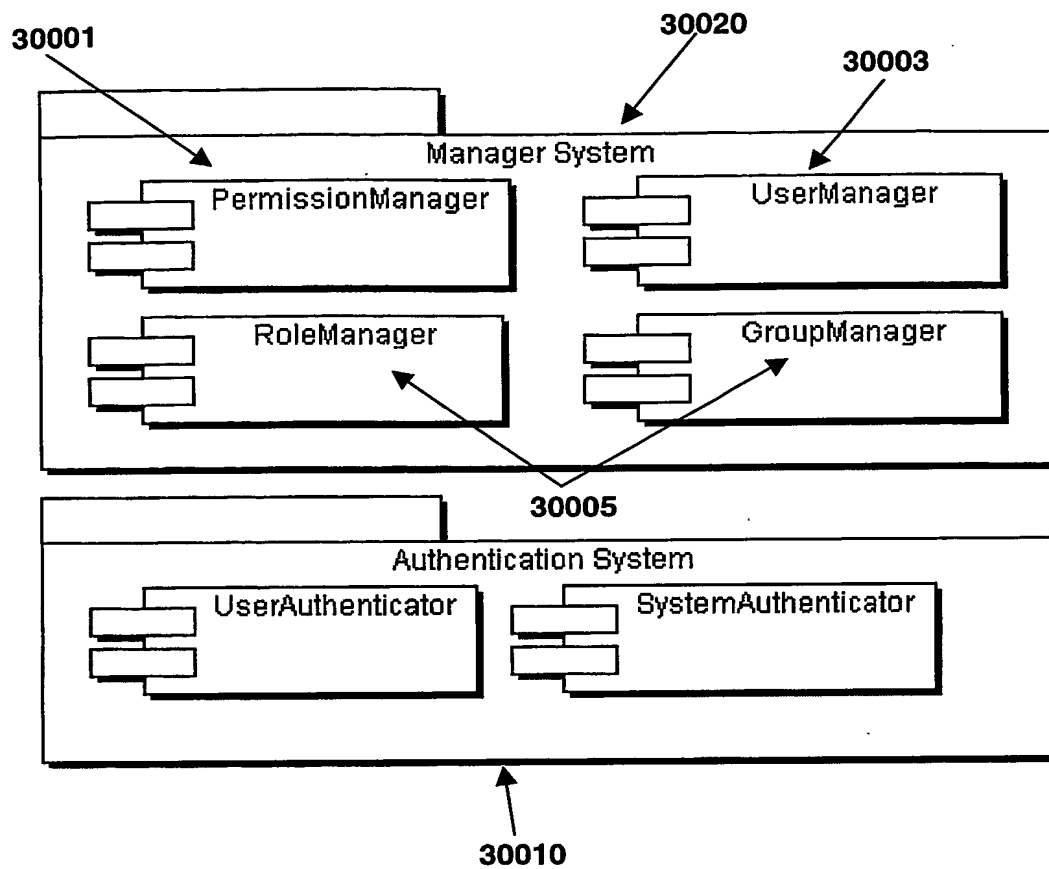 30001
30020
30003
Manager System
PermissionManager
UserManager
RoleManager
GroupManager
30005
Authentication System
UserAuthenticator
SystemAuthenticator
30010